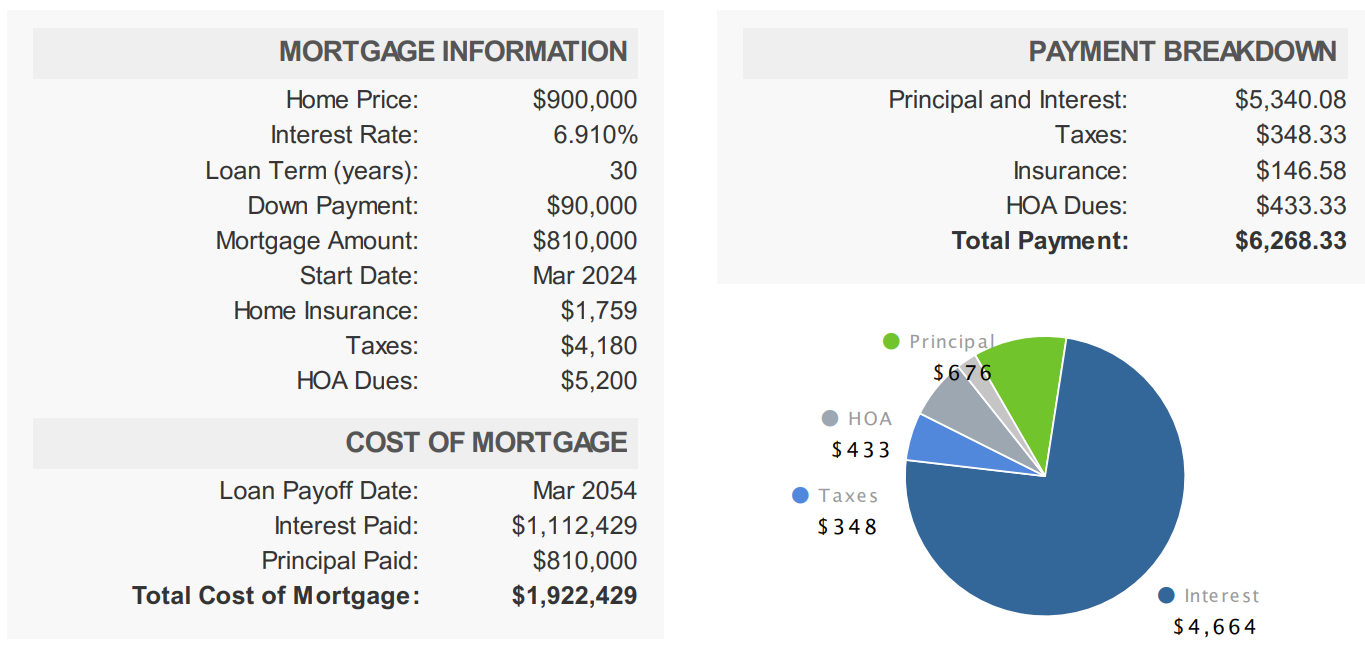 MORTGAGE INFORMATION
Home Price: $900,000
Interest Rate: 6.910%
Loan Term (years): 30
Down Payment: $90,000
Mortgage Amount: $810,000
Start Date: Mar 2024
Home Insurance: $1,759
Taxes: $4,180
HOA Dues: $5,200
COST OF MORTGAGE
Loan Payoff Date: Mar 2054
Interest Paid: $1,112,429
Principal Paid: $810,000
Total Cost of Mortgage: $1,922,429
PAYMENT BREAKDOWN
Principal and Interest: $5,340.08
Taxes: $348.33
Insurance: $146.58
HOA Dues: $433.33
Total Payment: $6,268.33
Principal
$676
HOA
$433
Taxes
$348
Interest
$4,664